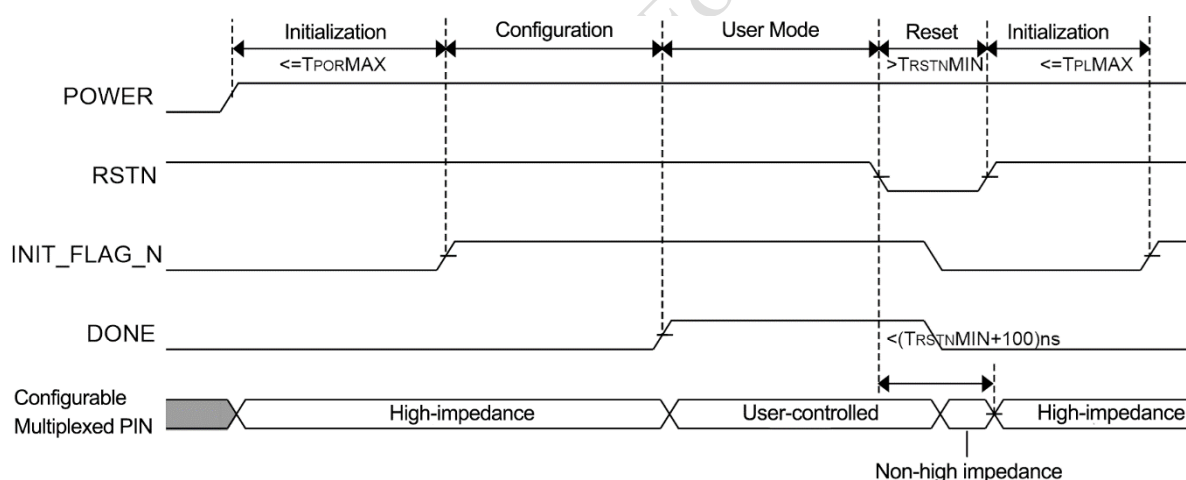 Initialization Configuration User Mode Reset Initialization
<=TPORMAX >TRSTNMIN <=TPLMAX
POWER
RSTN
INIT_FLAG_N
DONE
<(TRSTNMIN+100)ns
Configurable
Multiplexed PIN
High-impedance User-controlled High-impedance
Non-high impedance